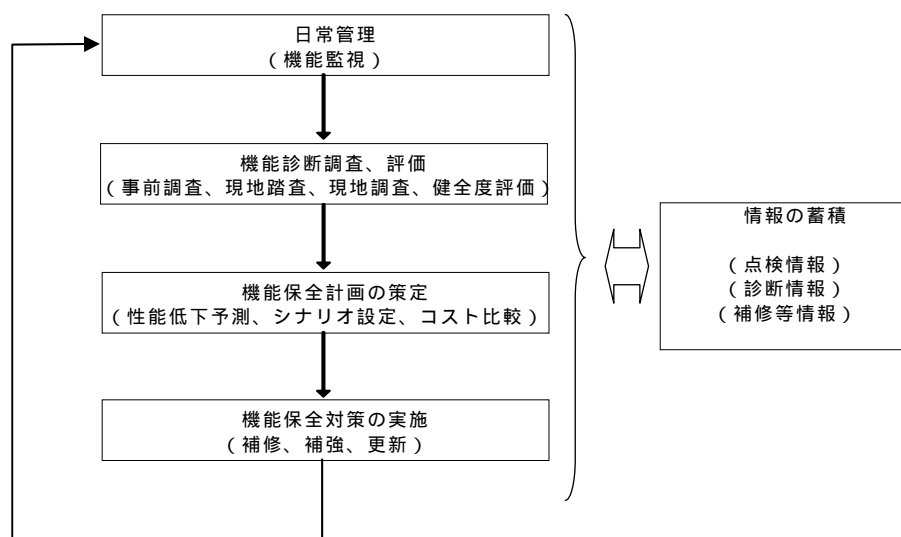 日常管理
(機能監視)
機能診断調査、評価
(事前調査、現地踏査、現地調査、健全度評価)
機能保全計画の策定
(性能低下予測、シナリオ設定、コスト比較)
機能保全対策の実施
(補修、補強、更新)
情報の蓄積
(点検情報)
(診断情報)
(補修等情報)